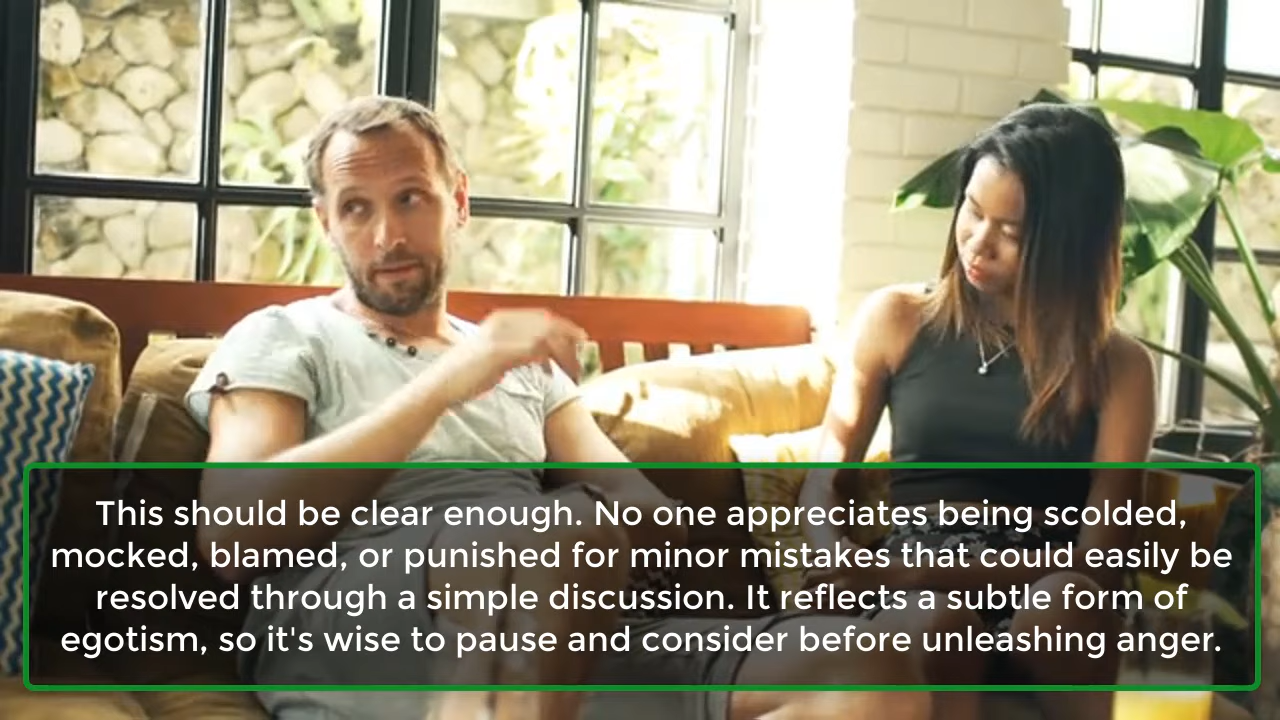 This should be clear enough. No one appreciates being scolded,
mocked, blamed, or punished for minor mistakes that could easily be
resolved through a simple discussion. It reflects a subtle form of
egotism, so it's wise to pause and consider before unleashing anger.